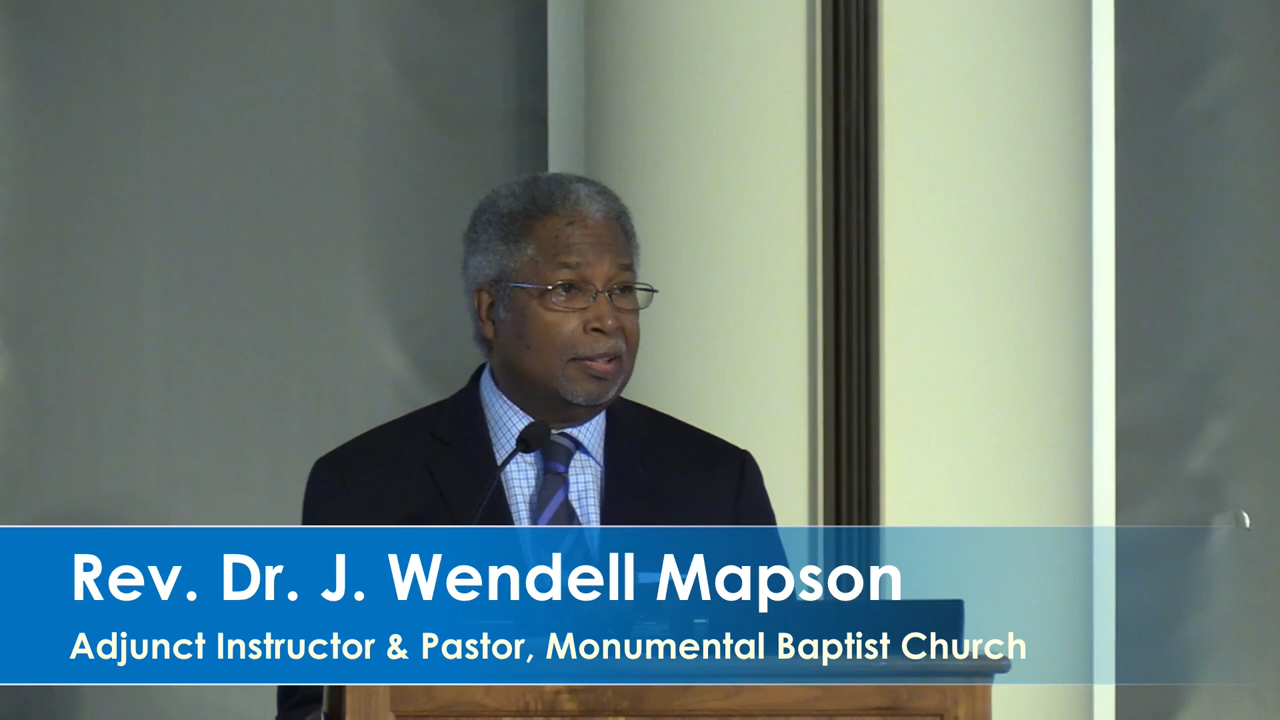 Rev. Dr. J. Wendell Mapson
Adjunct Instructor & Pastor, Monumental Baptist Church